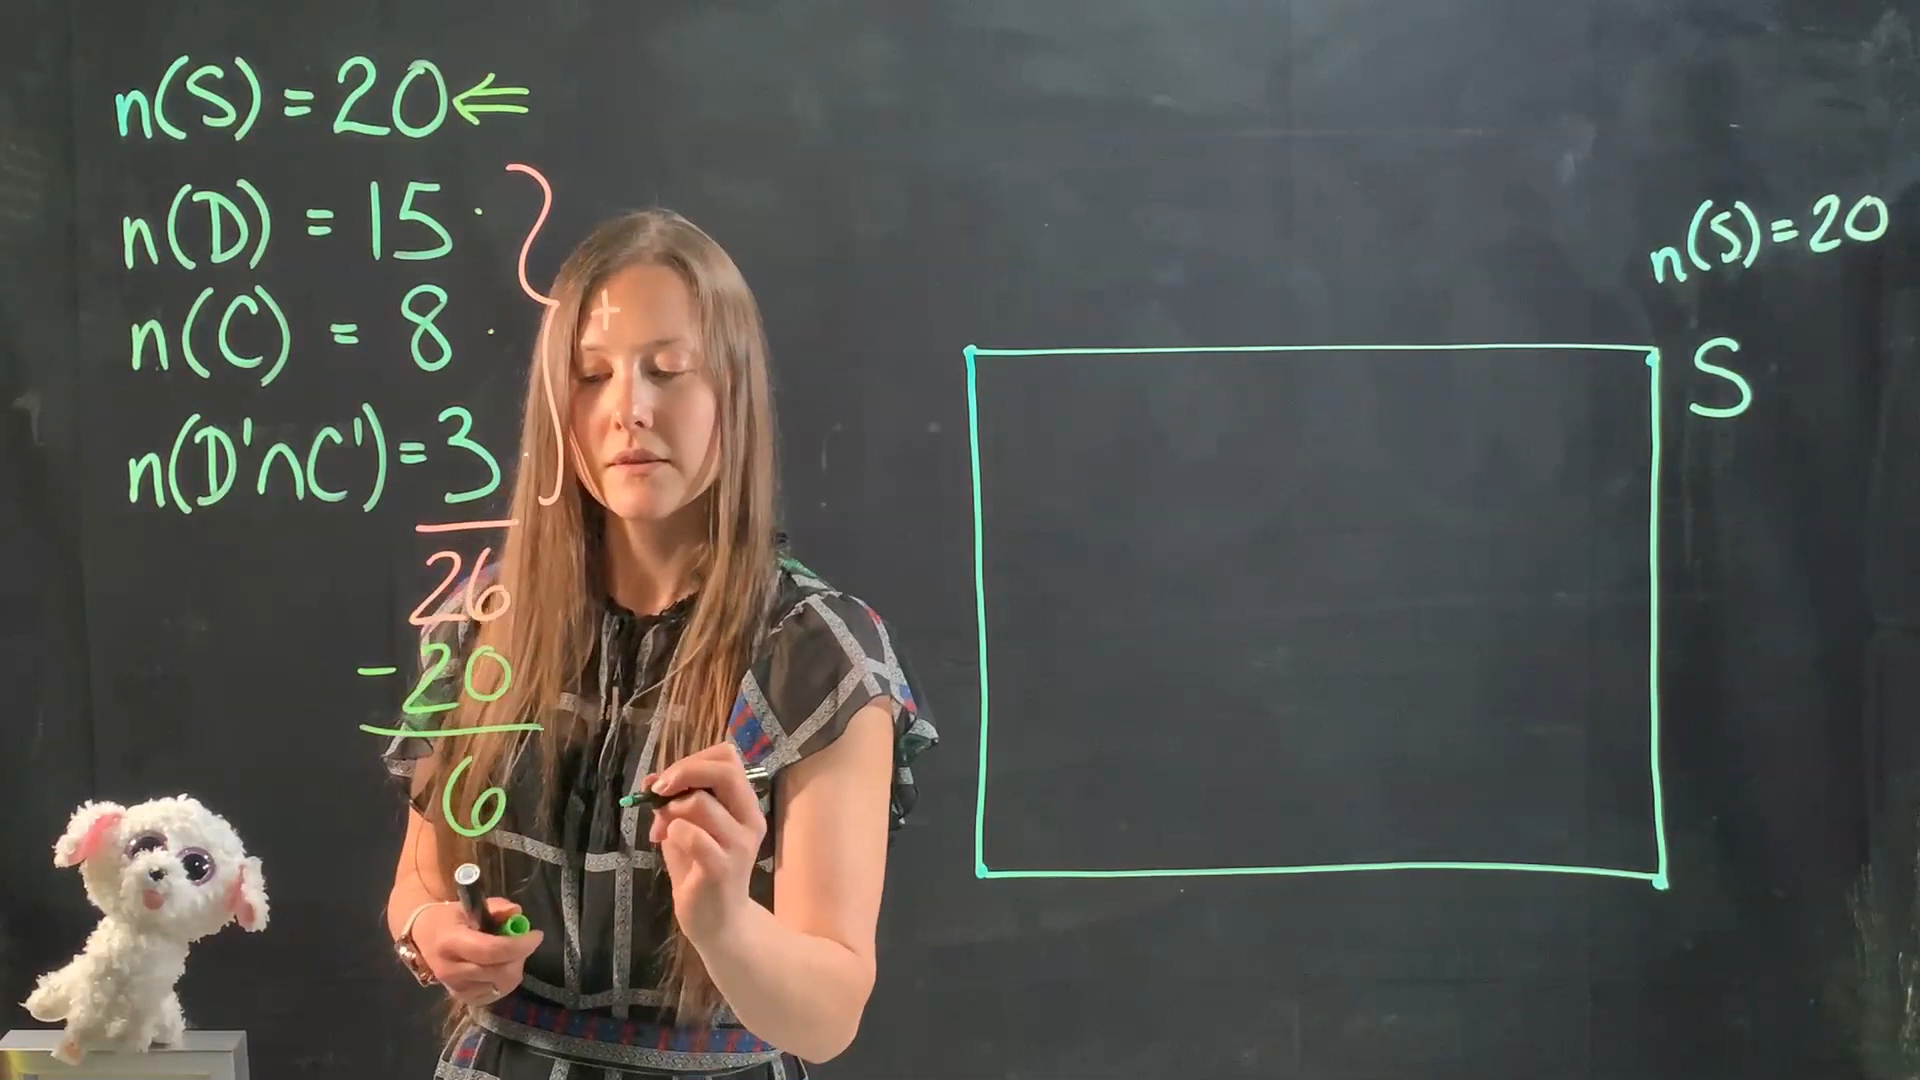 n(S) = 20 ⇐
n(D) = 15
n(C) = 8
+
n(D'∩C') = 3
26
-20
6
n(S) = 20
S